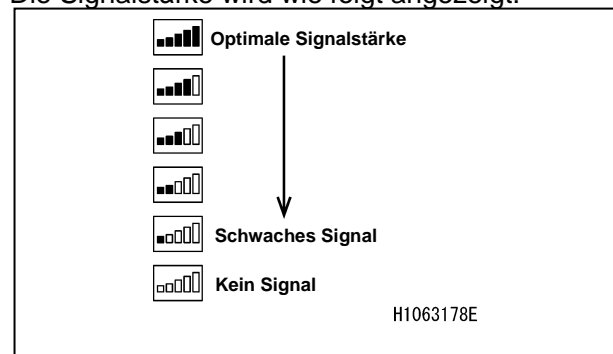 Die Signalstärke wird wie folgt angezeigt:
Optimale Signalstärke
Schwaches Signal
Kein Signal
H1063178E